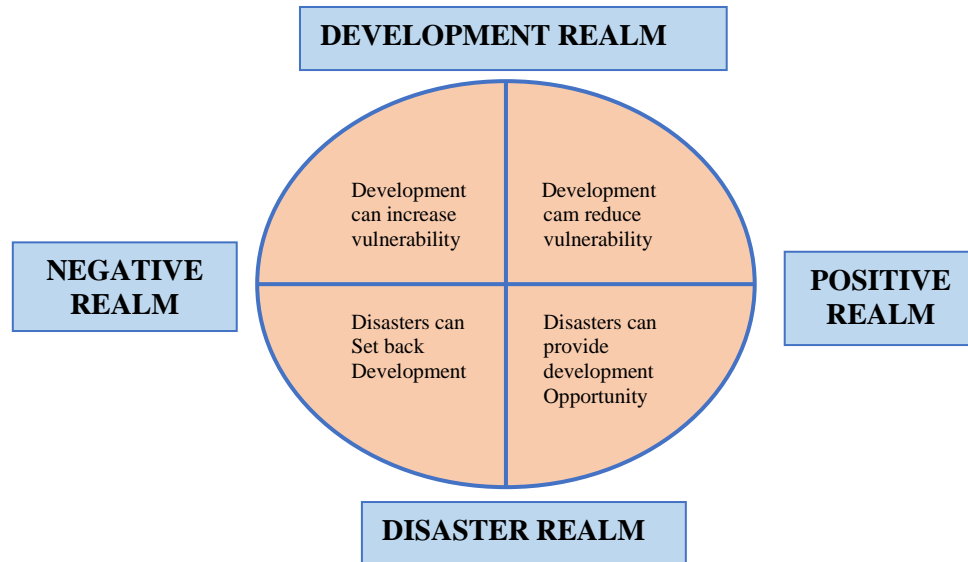 DEVELOPMENT REALM
Development
can increase
vulnerability
Development
cam reduce
vulnerability
NEGATIVE
REALM
POSITIVE
REALM
Disasters can
Set back
Development
Disasters can
provide
development
Opportunity
DISASTER REALM